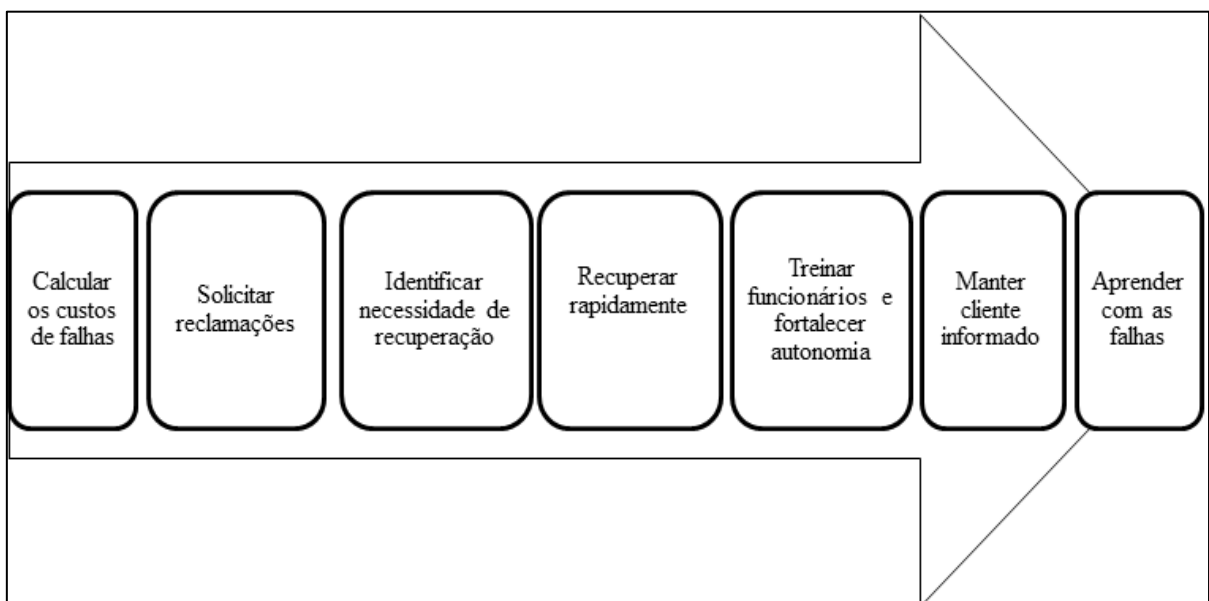 Calcular
os custos
de falhas
Solicitar
reclamações
Identificar
necessidade de
recuperação
Recuperar
rapidamente
Treinar
funcionários e
fortalecer
autonomia
Manter
cliente
informado
Aprender
com as
falhas